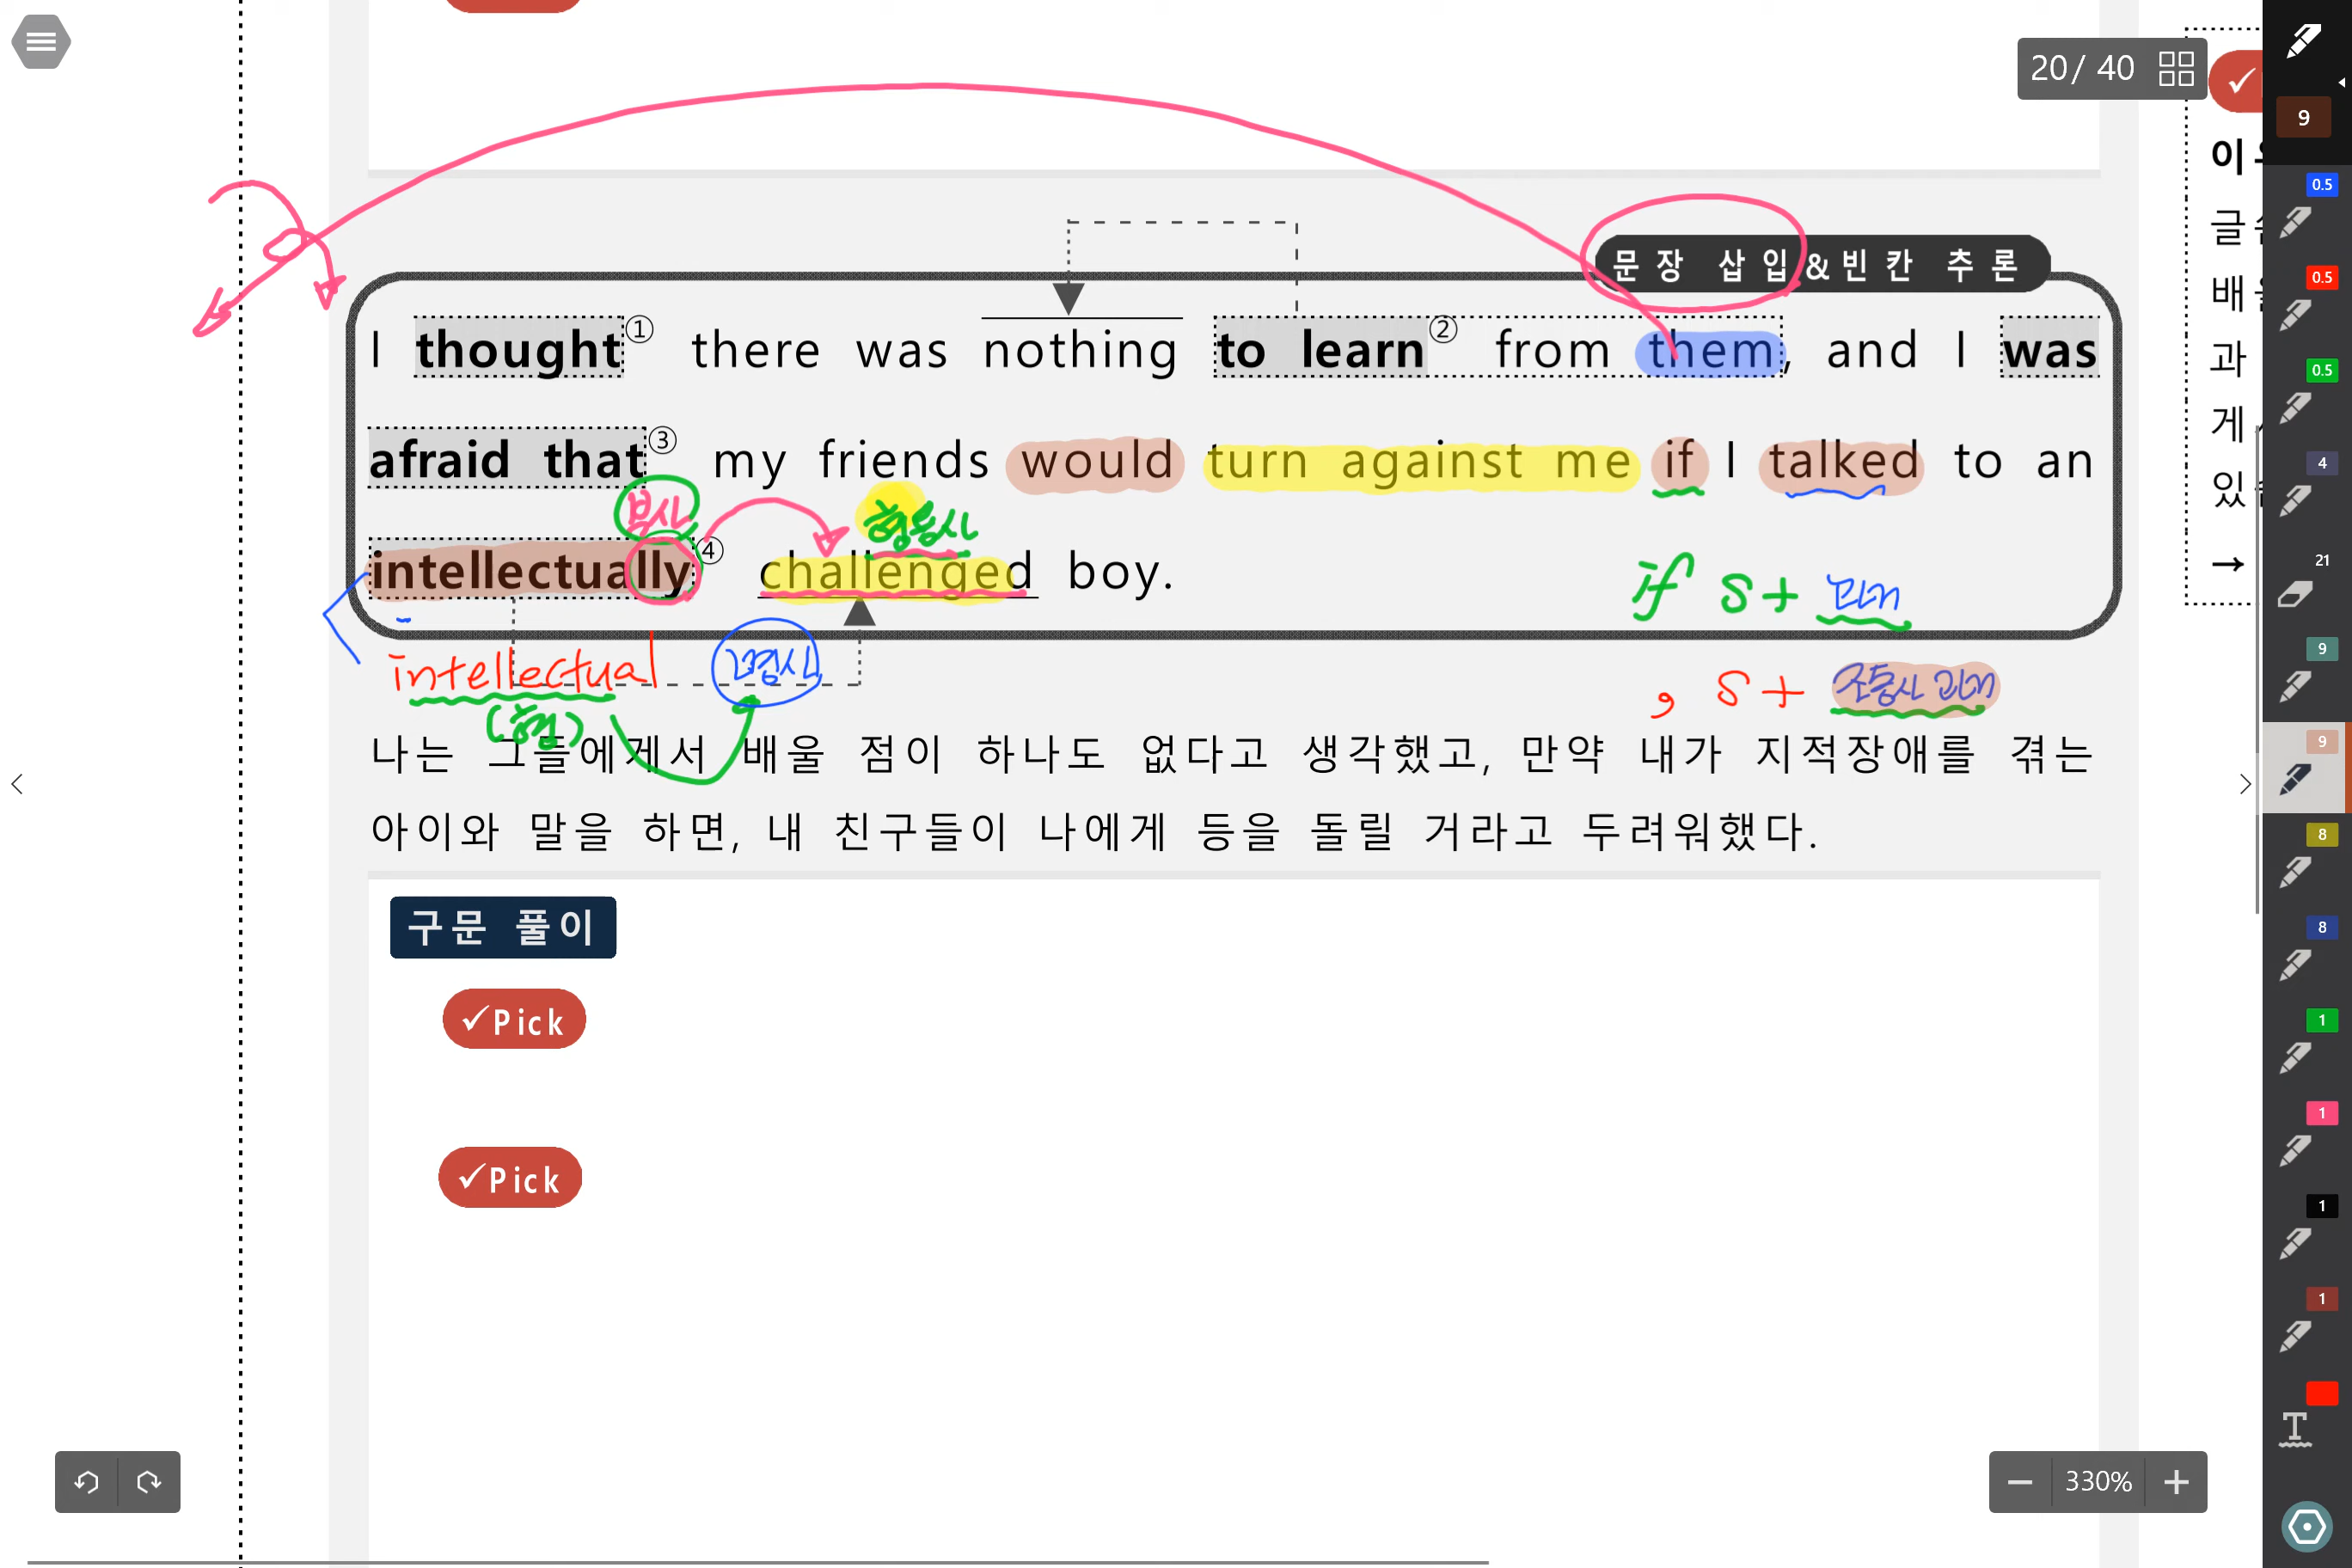 20/ 40
9
이
문장 삽입&빈칸 추론
I thought① there was nothing to learn② from them, and I was
afraid that③ my friends would turn against me if I talked to an
부사
형용사
intellectually④ challenged boy.
if S+ 과거
intellectual 명사
(형)
, S+ 조동사 과거
나는 그들에게서 배울 점이 하나도 없다고 생각했고, 만약 내가 지적장애를 겪는
아이와 말을 하면, 내 친구들이 나에게 등을 돌릴 거라고 두려워했다.
구문 풀이
✓Pick
✓Pick
과
→
0.5
0.5
0.5
4
21
9
9
8
8
1
1
1
1
T
330%